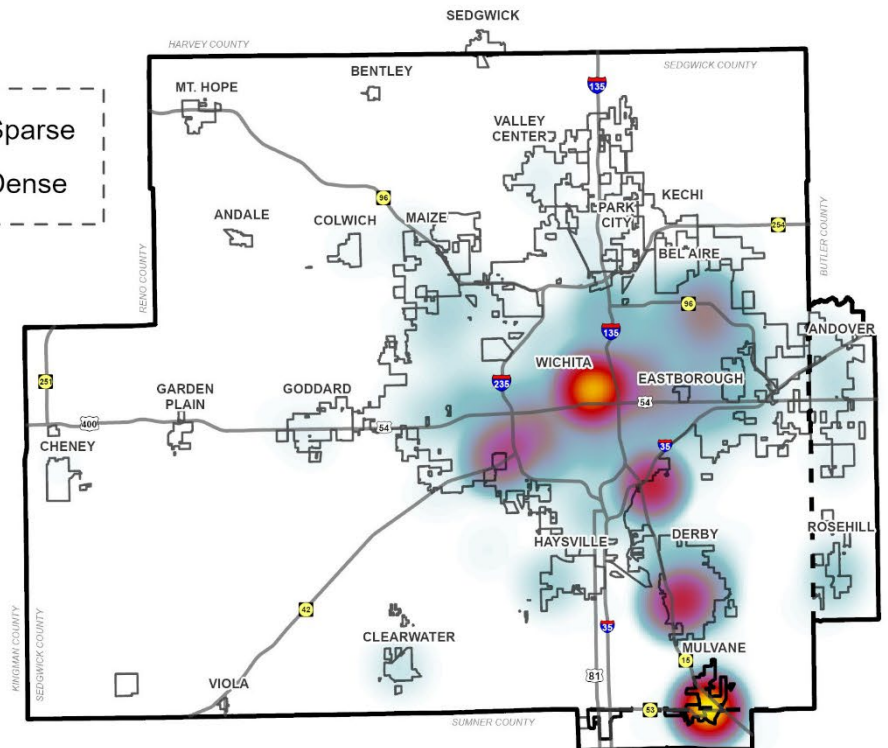 SEDGWICK
HARVEY COUNTY
SEDGWICK COUNTY
BENTLEY
MT. HOPE
135
Sparse
VALLEY
CENTER
Dense
96
KECHI
ANDALE
COLWICH
MAIZE
PARK
CITY
254
BEL AIRE
BUTLER COUNTY
RENO COUNTY
96
135
ANDOVER
WICHITA
251
235
EASTBOROUGH
GARDEN
PLAIN
GODDARD
54
400
54
CHENEY
35
HAYSVILLE
DERBY
ROSEHILL
42
KINGMAN COUNTY
SEDGWICK COUNTY
35
CLEARWATER
MULVANE
15
81
VIOLA
53
SUMNER COUNTY